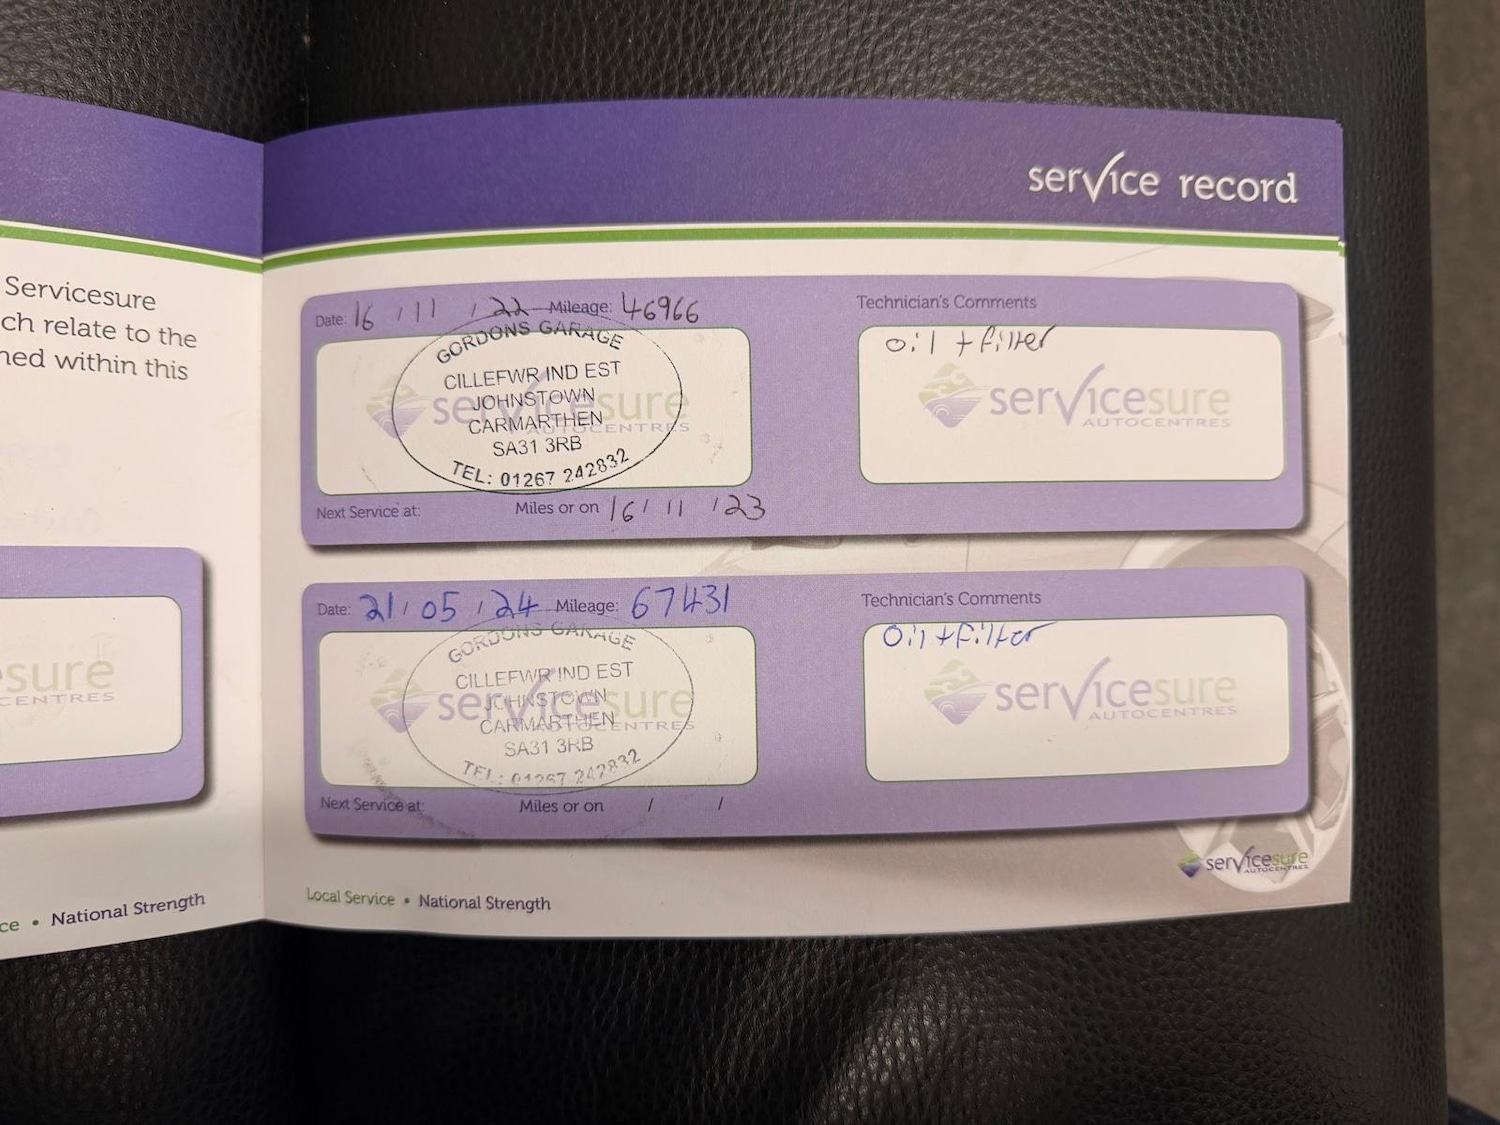 Servicesure
ch relate to the
ned within this
sure
CENTRES
ce • National Strength
service record
Date: 16 / 11 / 22 Mileage: 46966
GORDONS GARAGE
CILLEFWR IND EST
JOHNSTOWN
CARMARTHEN
SA31 3RB
TEL: 01267 242832
servicesure
AUTOCENTRES
Next Service at: Miles or on 16 / 11 / 23
Technician's Comments
oil + filter
servicesure
AUTOCENTRES
Date: 21 / 05 / 24 Mileage: 67431
GORDONS GARAGE
CILLEFWR IND EST
JOHNSTOWN
CARMARTHEN
SA31 3RB
TEL: 01267 242832
servicesure
AUTOCENTRES
Next Service at: Miles or on / /
Technician's Comments
Oil + filter
servicesure
AUTOCENTRES
servicesure
AUTOCENTRES
Local Service • National Strength